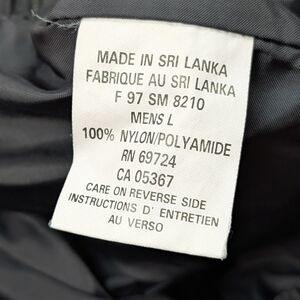 MADE IN SRI LANKA
FABRIQUE AU SRI LANKA
F 97 SM 8210
MENS L
100% NYLON/POLYAMIDE
RN 69724
CA 05367
CARE ON REVERSE SIDE
INSTRUCTIONS D' ENTRETIEN
AU VERSO